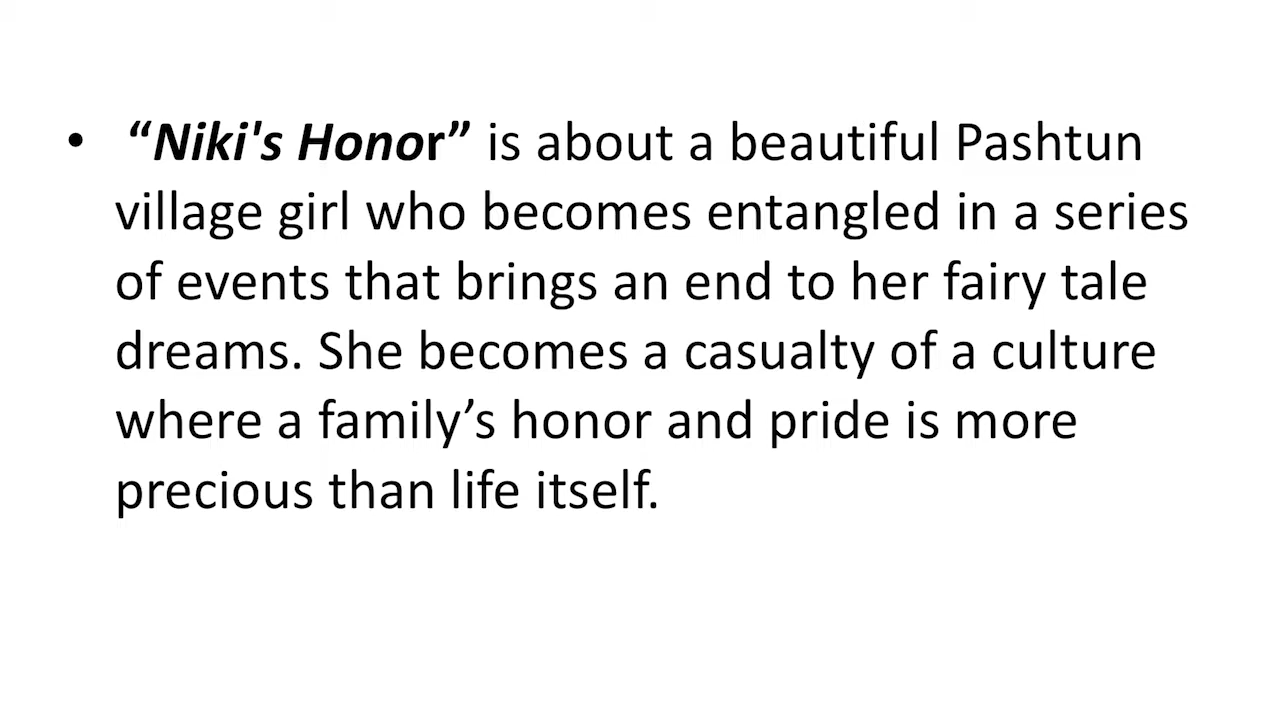 • “Niki's Honor” is about a beautiful Pashtun
village girl who becomes entangled in a series
of events that brings an end to her fairy tale
dreams. She becomes a casualty of a culture
where a family’s honor and pride is more
precious than life itself.